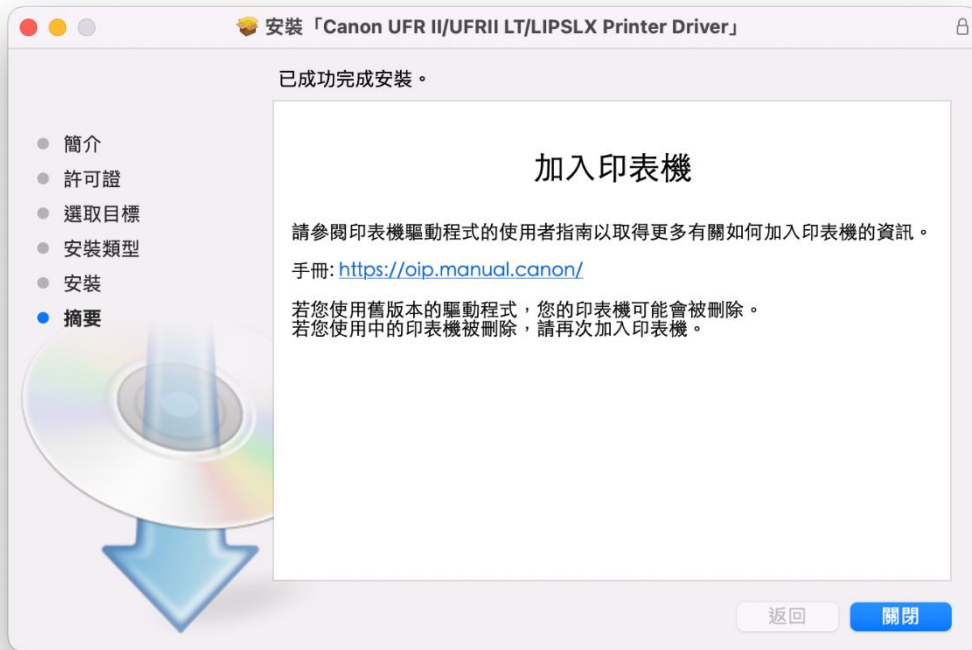 安裝「Canon UFR II/UFRII LT/LIPSLX Printer Driver」
已成功完成安裝。
簡介
許可證
選取目標
安裝類型
安裝
摘要
加入印表機
請參閱印表機驅動程式的使用者指南以取得更多有關如何加入印表機的資訊。
手冊: https://oip.manual.canon/
若您使用舊版本的驅動程式，您的印表機可能會被刪除。
若您使用中的印表機被刪除，請再次加入印表機。
返回
關閉